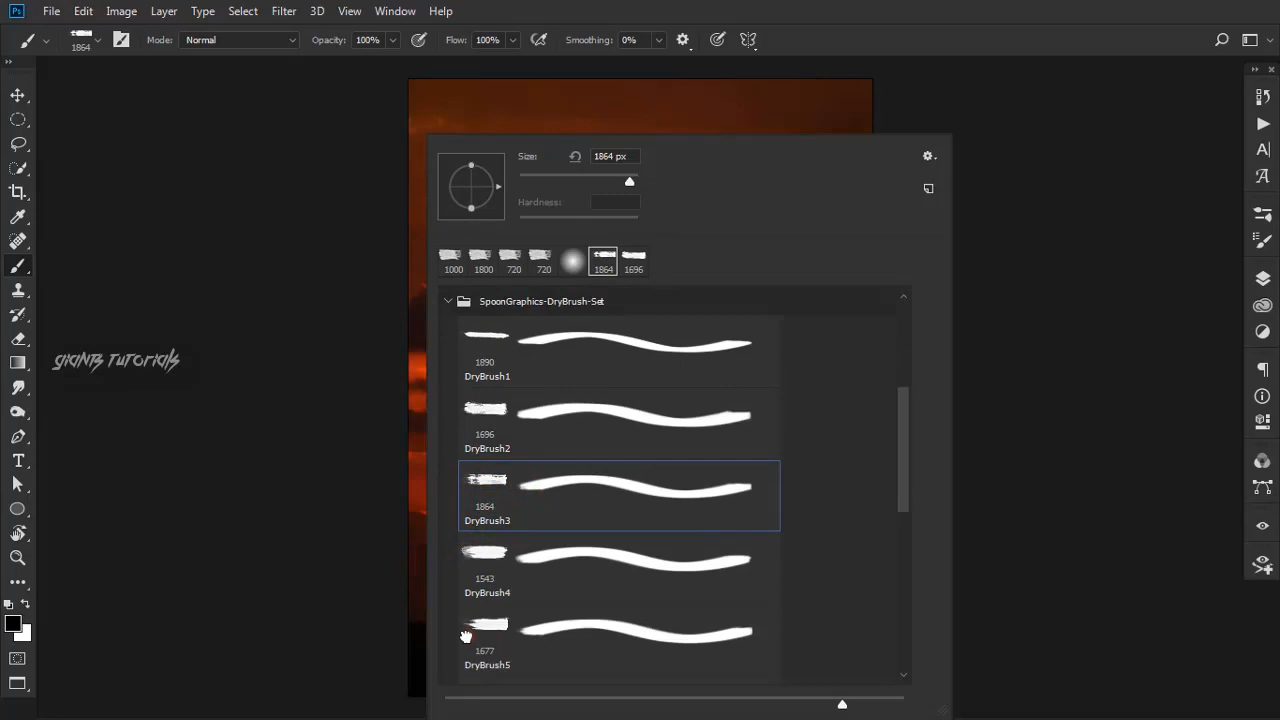 Ps File Edit Image Layer Type Select Filter 3D View Window Help
1864 Mode: Normal Opacity: 100% Flow: 100% Smoothing: 0%
Size: 1864 px
Hardness:
1000 1800 720 720 1864 1696
SpoonGraphics-DryBrush-Set
1890
DryBrush1
1696
DryBrush2
GIANTS TUTORIALS
1864
DryBrush3
1543
DryBrush4
1677
DryBrush5